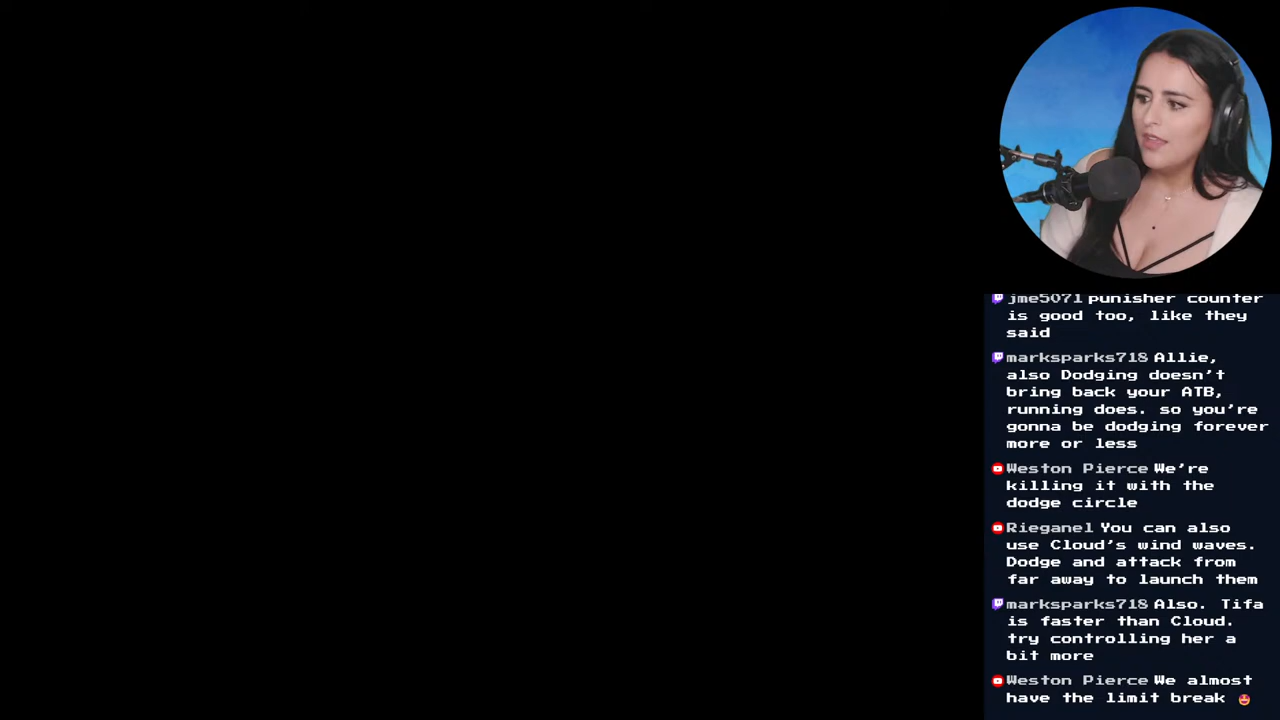 jme5071 punisher counter
is good too, like they
said
marksparks718 Allie,
also Dodging doesn't
bring back your ATB,
running does. so you're
gonna be dodging forever
more or less
Weston Pierce We're
killing it with the
dodge circle
Rieganel You can also
use Cloud's wind waves.
Dodge and attack from
far away to launch them
marksparks718 Also. Tifa
is faster than Cloud.
try controlling her a
bit more
Weston Pierce We almost
have the limit break